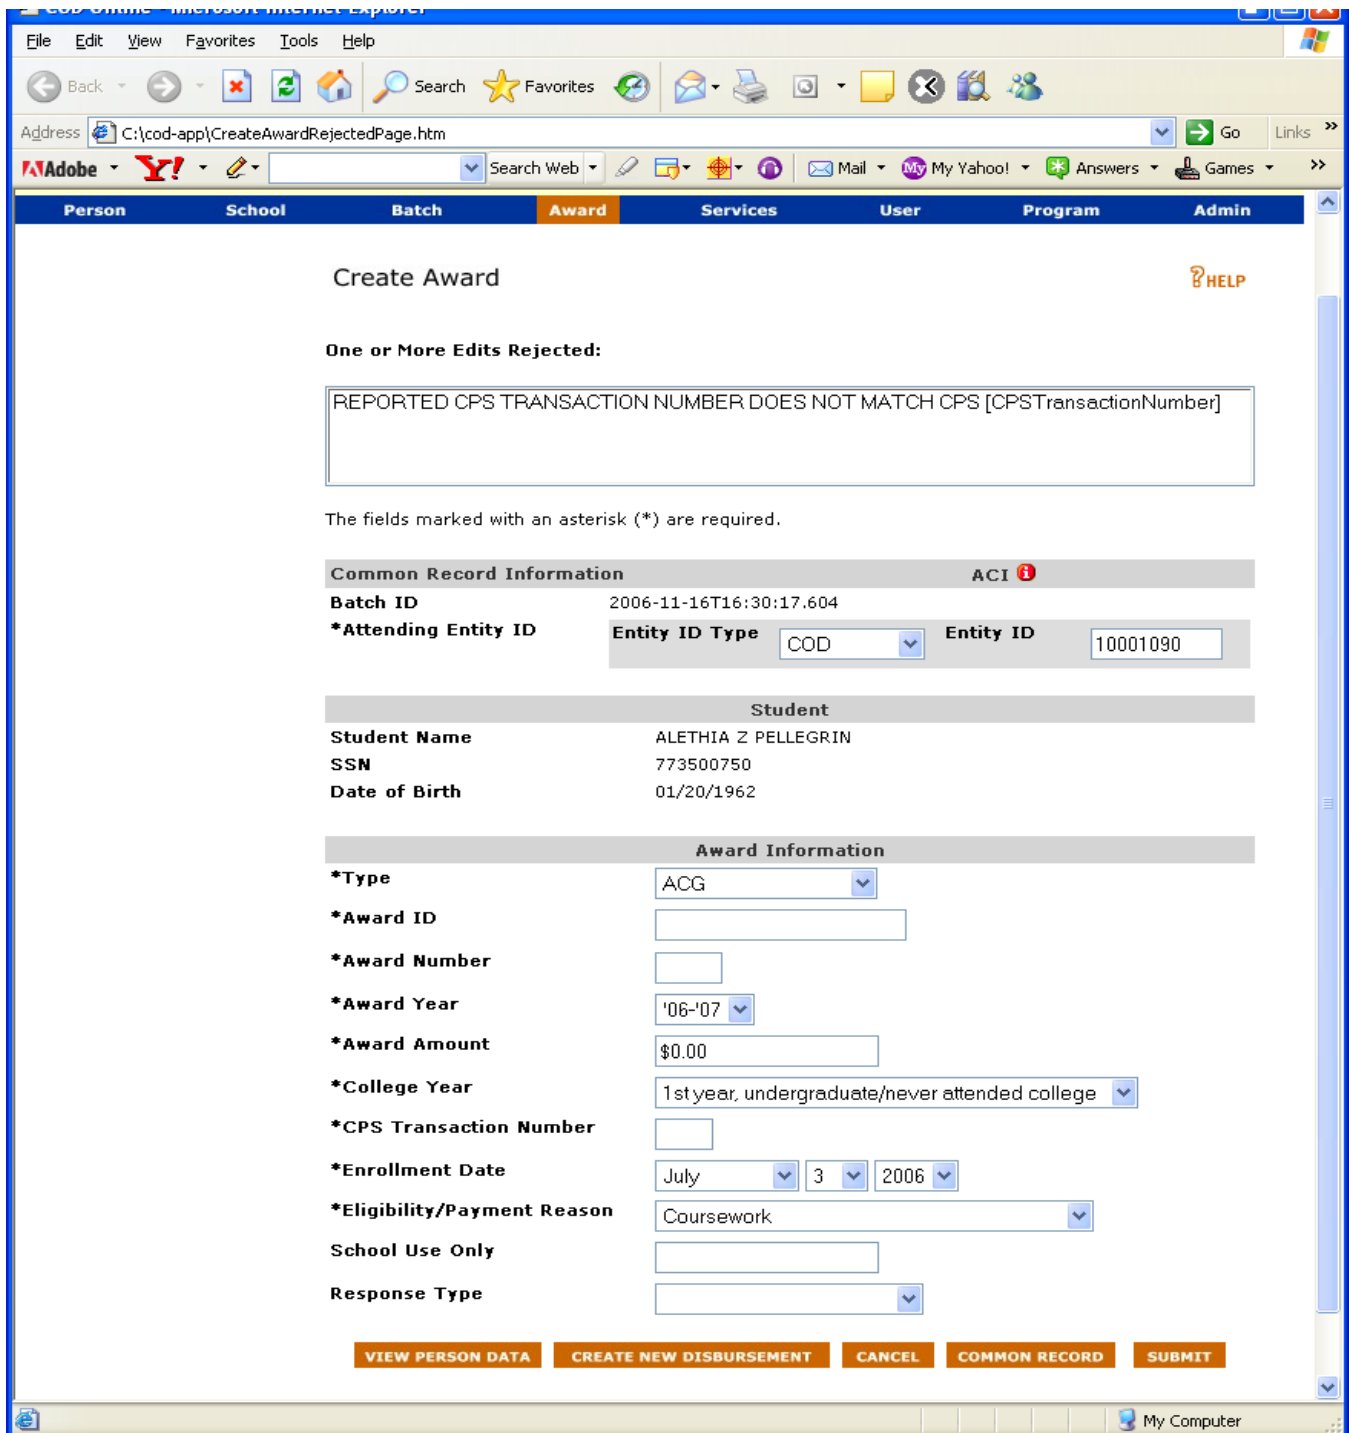 COD Online - Microsoft Internet Explorer
File Edit View Favorites Tools Help
Back Search Favorites
Address C:\cod-app\CreateAwardRejectedPage.htm Go Links »
Adobe Y! Search Web Mail My My Yahoo! Answers Games »
Person School Batch Award Services User Program Admin
Create Award ? HELP
One or More Edits Rejected:
REPORTED CPS TRANSACTION NUMBER DOES NOT MATCH CPS [CPSTransactionNumber]
The fields marked with an asterisk (*) are required.
Common Record Information ACI i
Batch ID 2006-11-16T16:30:17.604
*Attending Entity ID Entity ID Type COD Entity ID 10001090
Student
Student Name ALETHIA Z PELLEGRIN
SSN 773500750
Date of Birth 01/20/1962
Award Information
*Type ACG
*Award ID
*Award Number
*Award Year '06-'07
*Award Amount $0.00
*College Year 1st year, undergraduate/never attended college
*CPS Transaction Number
*Enrollment Date July 3 2006
*Eligibility/Payment Reason Coursework
School Use Only
Response Type
VIEW PERSON DATA CREATE NEW DISBURSEMENT CANCEL COMMON RECORD SUBMIT
My Computer